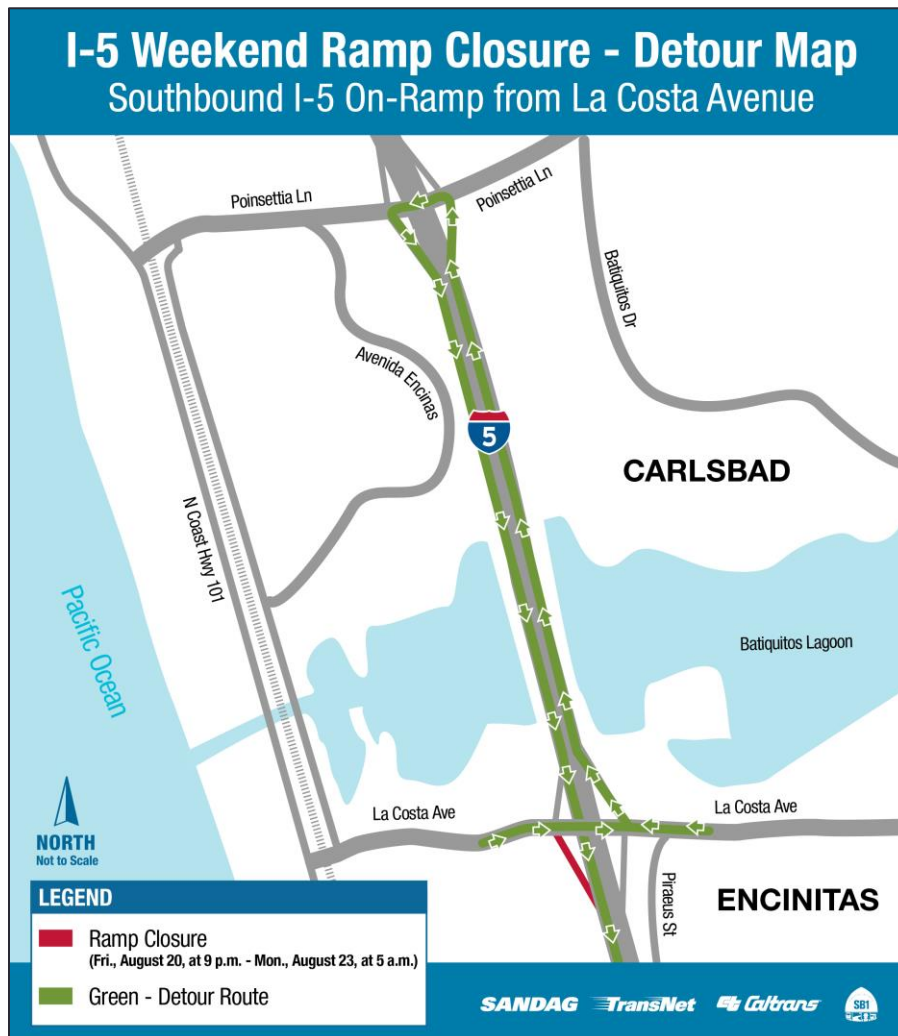 I-5 Weekend Ramp Closure - Detour Map
Southbound I-5 On-Ramp from La Costa Avenue
Poinsettia Ln
Poinsettia Ln
Batiquitos Dr
Avenida Encinas
5
CARLSBAD
N Coast Hwy 101
Pacific Ocean
Batiquitos Lagoon
La Costa Ave
La Costa Ave
NORTH
Not to Scale
Piraeus St
ENCINITAS
LEGEND
Ramp Closure
(Fri., August 20, at 9 p.m. - Mon., August 23, at 5 a.m.)
Green - Detour Route
SANDAG TransNet Caltrans SB1